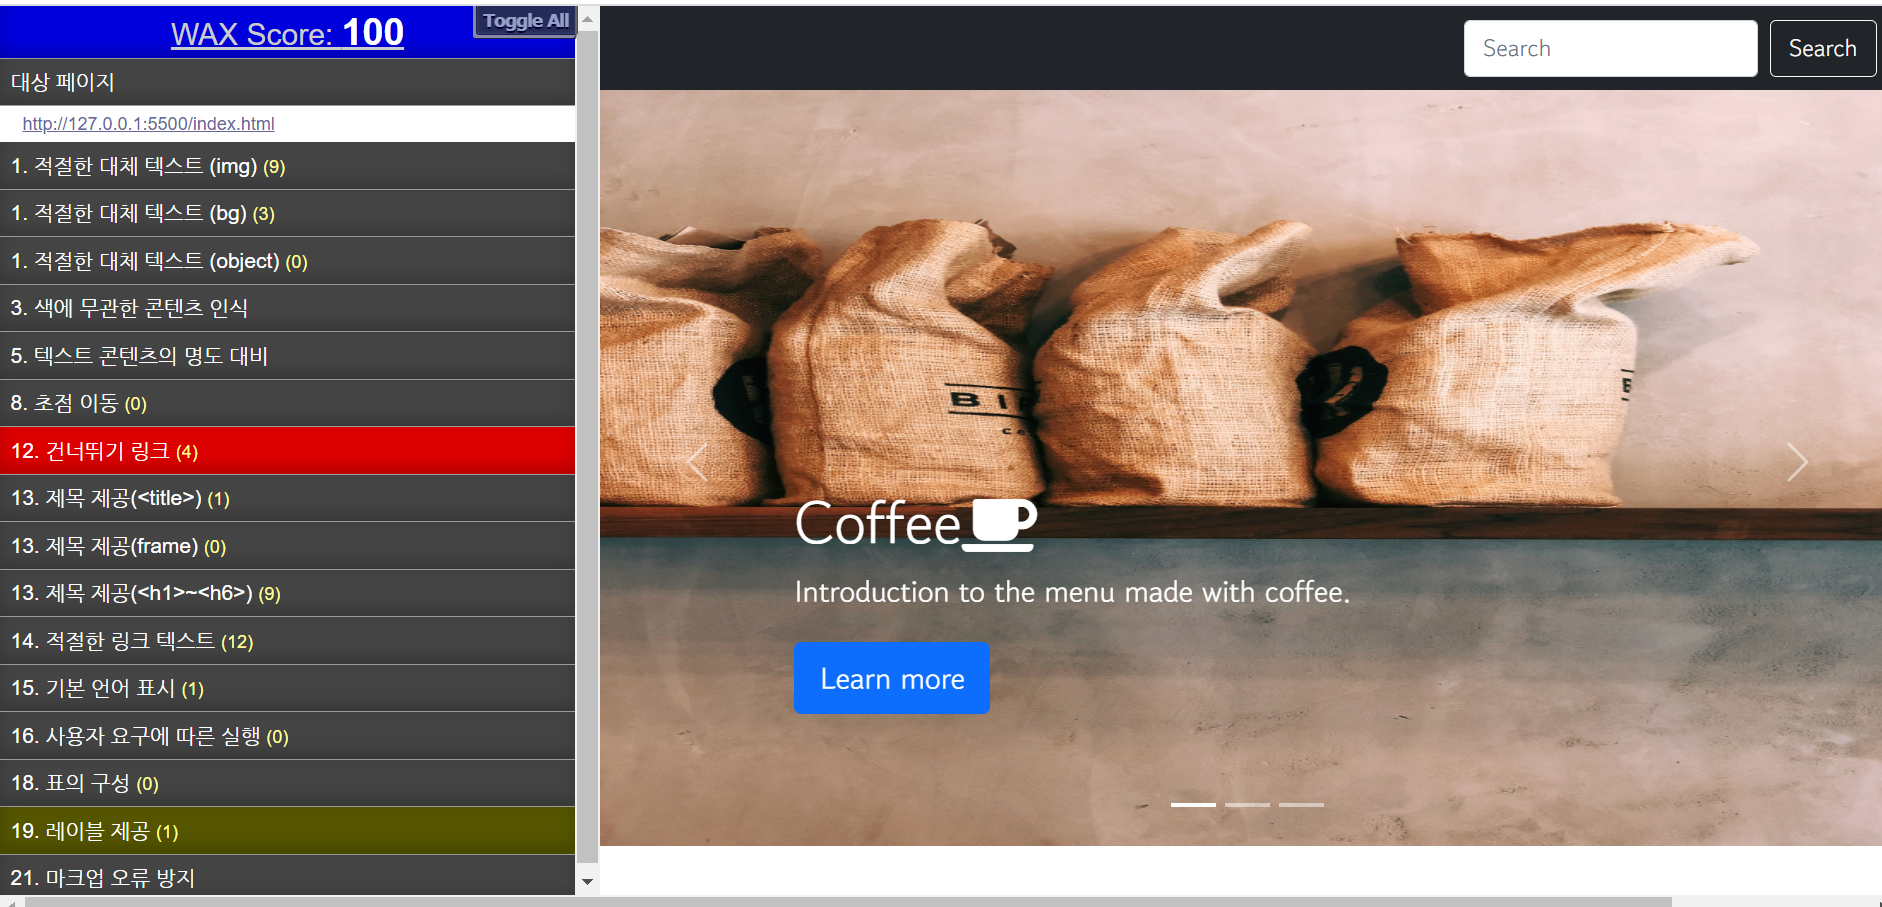 WAX Score: 100
Toggle All
대상 페이지
http://127.0.0.1:5500/index.html
1. 적절한 대체 텍스트 (img) (9)
1. 적절한 대체 텍스트 (bg) (3)
1. 적절한 대체 텍스트 (object) (0)
3. 색에 무관한 콘텐츠 인식
5. 텍스트 콘텐츠의 명도 대비
8. 초점 이동 (0)
12. 건너뛰기 링크 (4)
13. 제목 제공(<title>) (1)
13. 제목 제공(frame) (0)
13. 제목 제공(<h1>~<h6>) (9)
14. 적절한 링크 텍스트 (12)
15. 기본 언어 표시 (1)
16. 사용자 요구에 따른 실행 (0)
18. 표의 구성 (0)
19. 레이블 제공 (1)
21. 마크업 오류 방지
Search
Search
Coffee
Introduction to the menu made with coffee.
Learn more